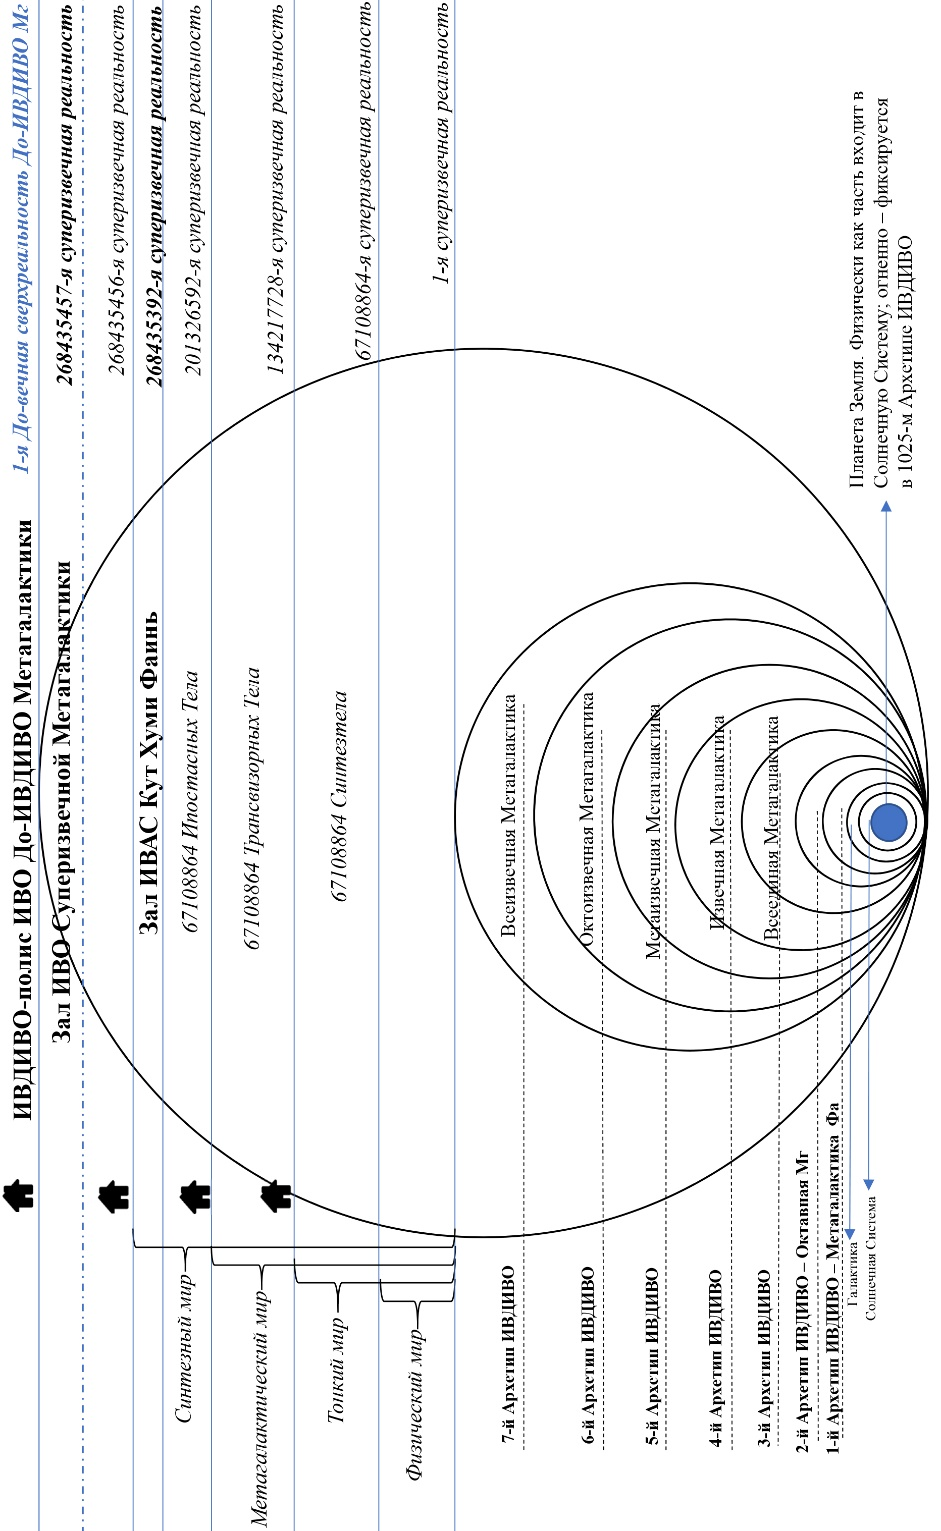 ИВДИВО-полис ИВО До-ИВДИВО Метагалактики
1-я До-вечная сверхреальность До-ИВДИВО Мг
Зал ИВО Суперизвечной Метагалактики
268435457-я суперизвечная реальность
268435456-я суперизвечная реальность
Зал ИВАС Кут Хуми Фаинь
268435392-я суперизвечная реальность
Синтезный мир
67108864 Ипостасных Тела
201326592-я суперизвечная реальность
Метагалактический мир
67108864 Трансвизорных Тела
134217728-я суперизвечная реальность
Тонкий мир
67108864 Синтезтела
67108864-я суперизвечная реальность
Физический мир
1-я суперизвечная реальность
7-й Архетип ИВДИВО
Всеизвечная Метагалактика
6-й Архетип ИВДИВО
Октоизвечная Метагалактика
5-й Архетип ИВДИВО
Метаизвечная Метагалактика
4-й Архетип ИВДИВО
Извечная Метагалактика
3-й Архетип ИВДИВО
Всеединая Метагалактика
2-й Архетип ИВДИВО – Октавная Мг
1-й Архетип ИВДИВО – Метагалактика Фа
Галактика
Солнечная Система
Планета Земля. Физически как часть входит в
Солнечную Систему; огненно – фиксируется
в 1025-м Архетипе ИВДИВО